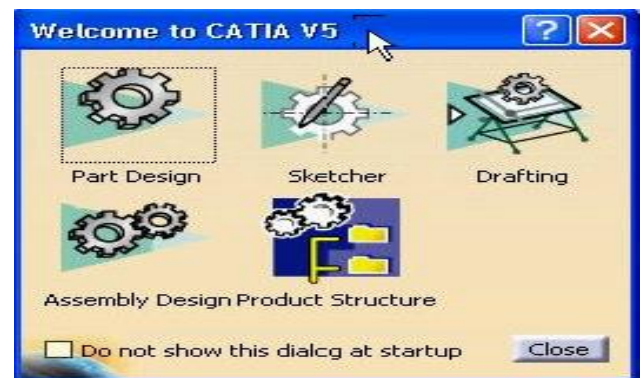 Welcome to CATIA V5
Part Design
Sketcher
Drafting
Assembly Design
Product Structure
Do not show this dialog at startup
Close